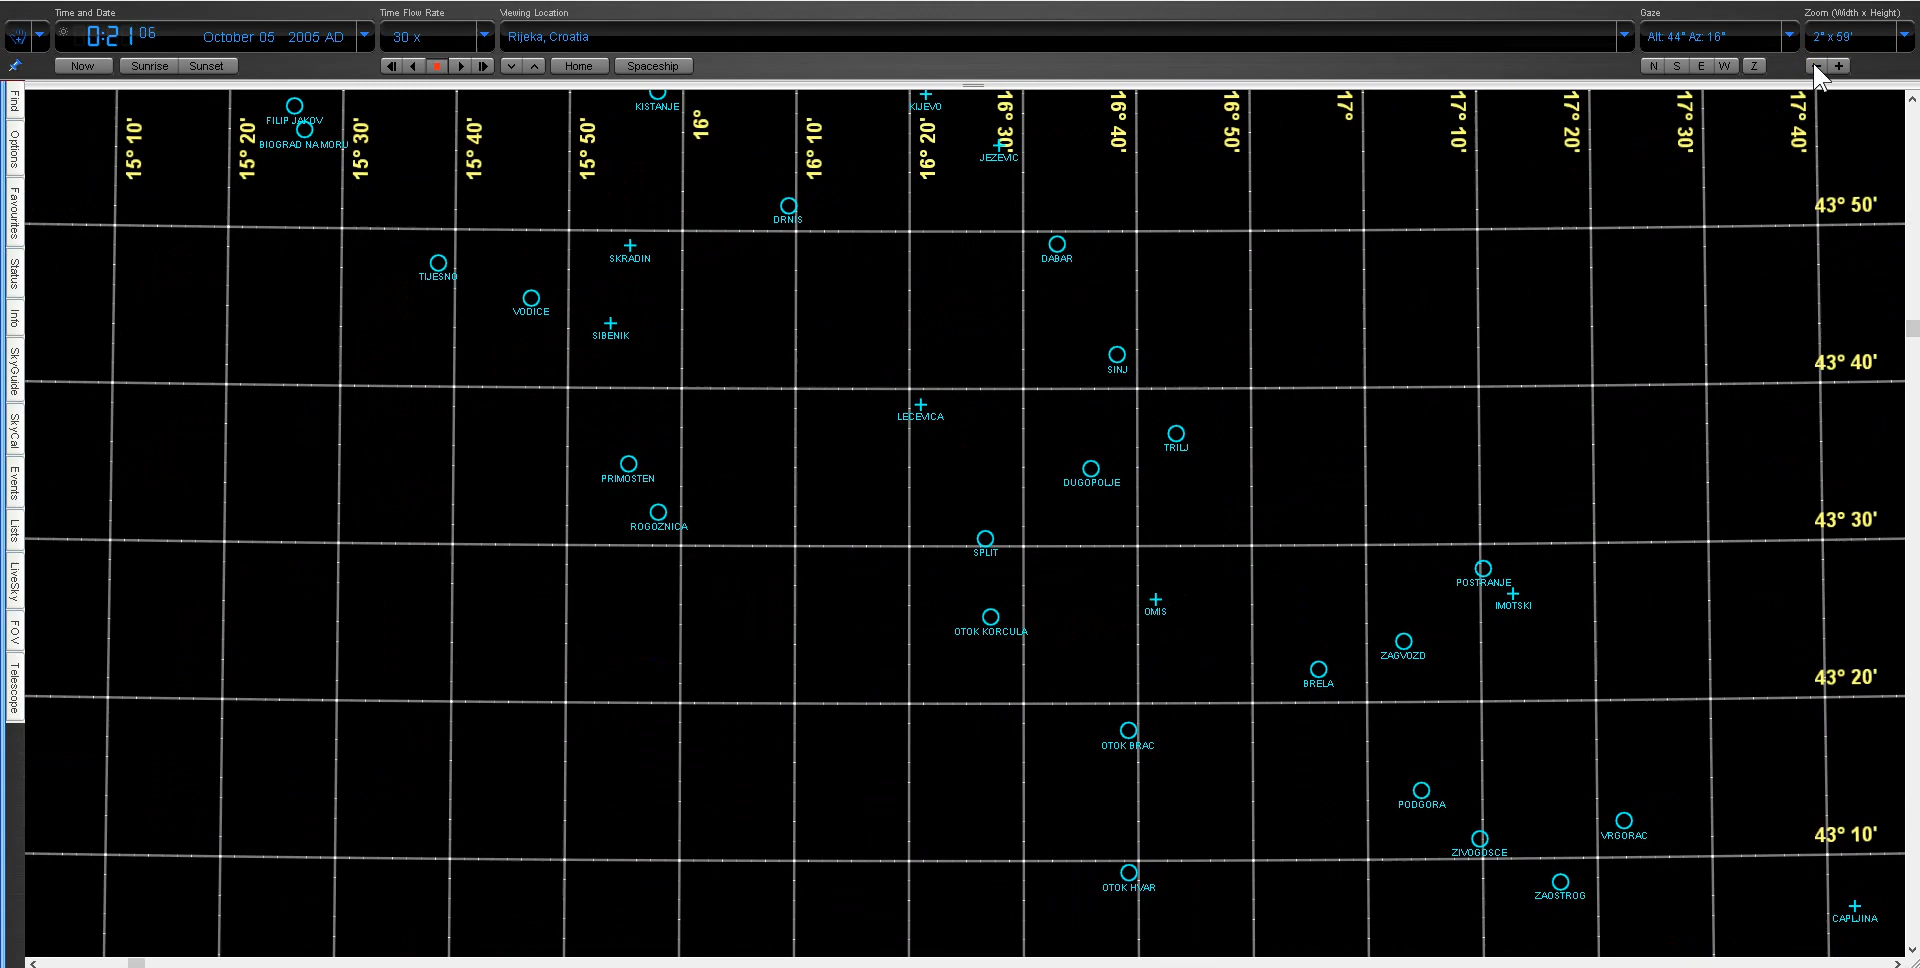 Time and Date
Time Flow Rate
Viewing Location
Gaze
Zoom (Width x Height)
0:21 06
October 05 2005 AD
30 x
Rijeka, Croatia
Alt: 44° Az: 16°
2° x 59'
Now
Sunrise
Sunset
Home
Spaceship
N
S
E
W
Z
+
Find
Options
Favourites
Status
Info
SkyGuide
SkyCal
Events
Lists
LiveSky
FOV
Telescope
15° 10'
15° 20'
15° 30'
15° 40'
15° 50'
16°
16° 10'
16° 20'
16° 30'
16° 40'
16° 50'
17°
17° 10'
17° 20'
17° 30'
17° 40'
FILIP JAKOV
BIOGRAD NA MORU
KISTANJE
KIJEVO
JEZEVIC
43° 50'
DRNIS
SKRADIN
DABAR
TIJESNO
VODICE
SIBENIK
43° 40'
SINJ
LECEVICA
TRILJ
PRIMOSTEN
DUGOPOLJE
43° 30'
ROGOZNICA
SPLIT
POSTRANJE
IMOTSKI
OMIS
OTOK KORCULA
ZAGVOZD
43° 20'
BRELA
OTOK BRAC
PODGORA
43° 10'
VRGORAC
ZIVOGOSCE
OTOK HVAR
ZAOSTROG
CAPLJINA